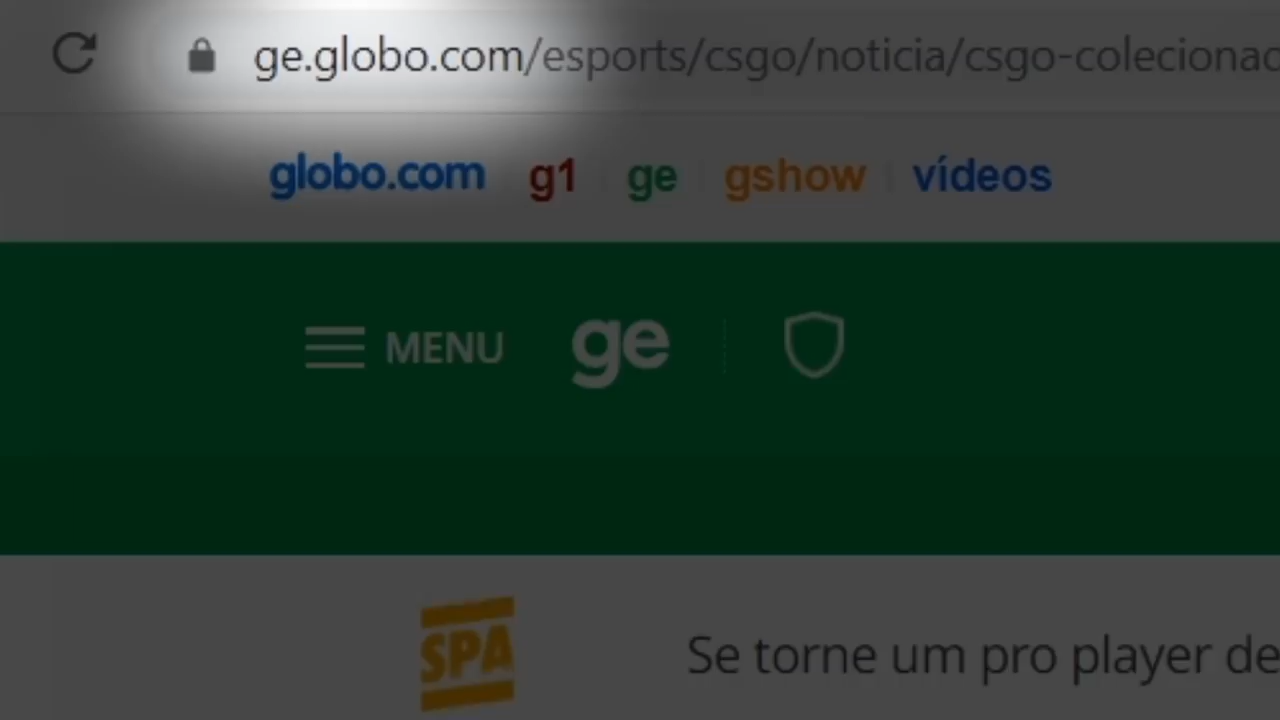 ge.globo.com/esports/csgo/noticia/csgo-colecionad
globo.com g1 ge gshow vídeos
MENU ge
SPA
Se torne um pro player de